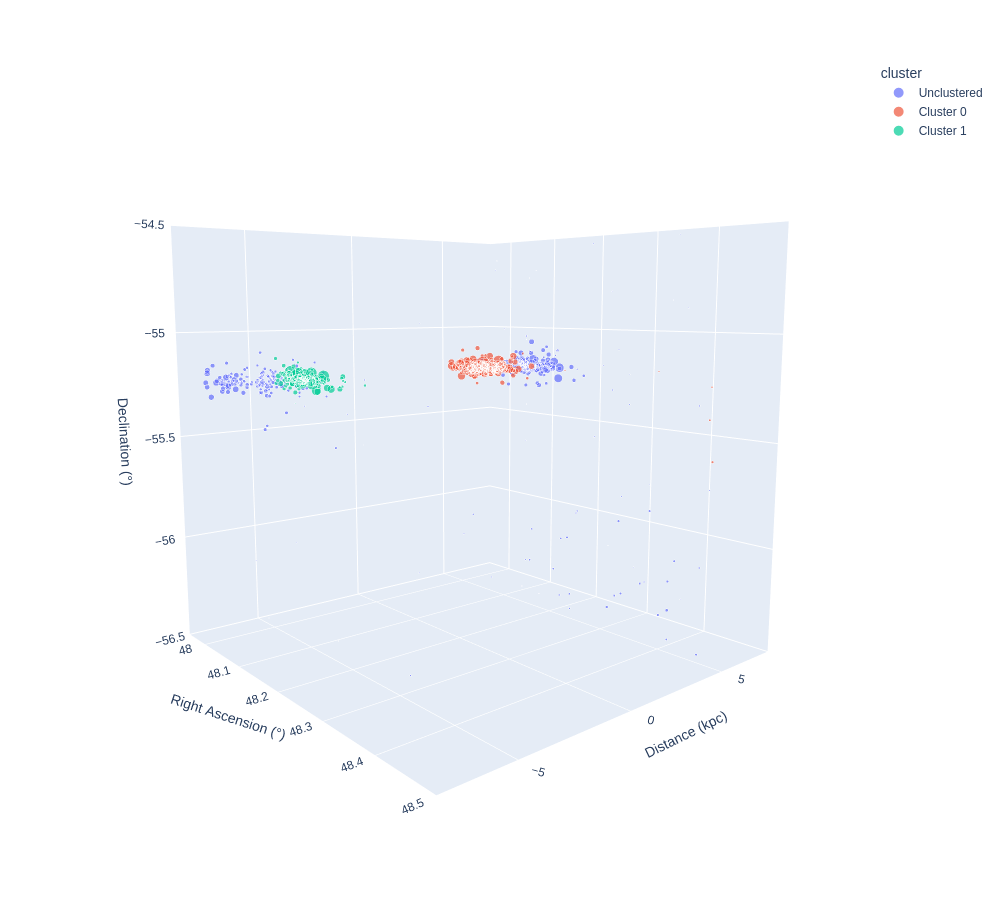 cluster
Unclustered
Cluster 0
Cluster 1
−54.5
−55
−55.5
−56
−56.5
Declination (°)
48
48.1
48.2
48.3
48.4
48.5
Right Ascension (°)
−5
0
5
Distance (kpc)